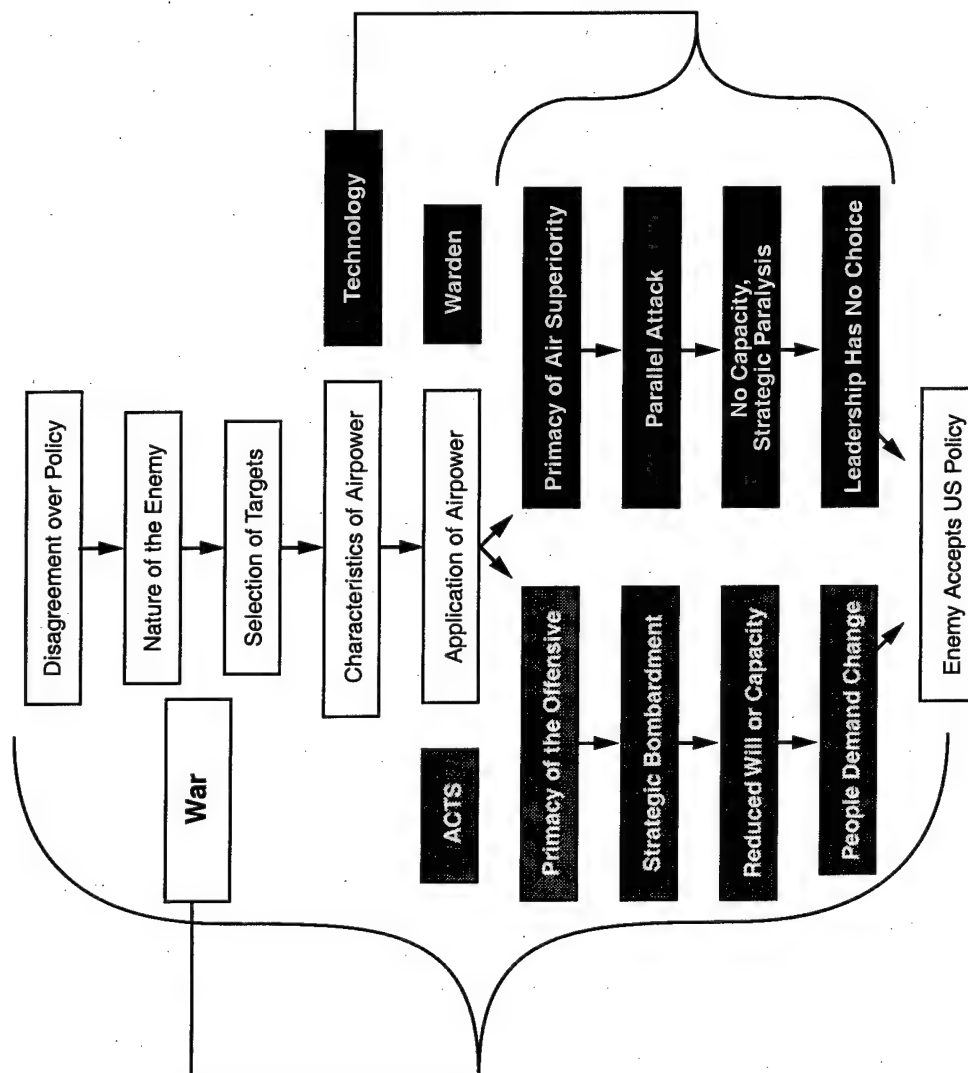 Disagreement over Policy
War
Nature of the Enemy
Selection of Targets
Technology
Characteristics of Airpower
ACTS
Application of Airpower
Warden
Primacy of the Offensive
Primacy of Air Superiority
Strategic Bombardment
Parallel Attack
Reduced Will or Capacity
No Capacity,
Strategic Paralysis
People Demand Change
Leadership Has No Choice
Enemy Accepts US Policy